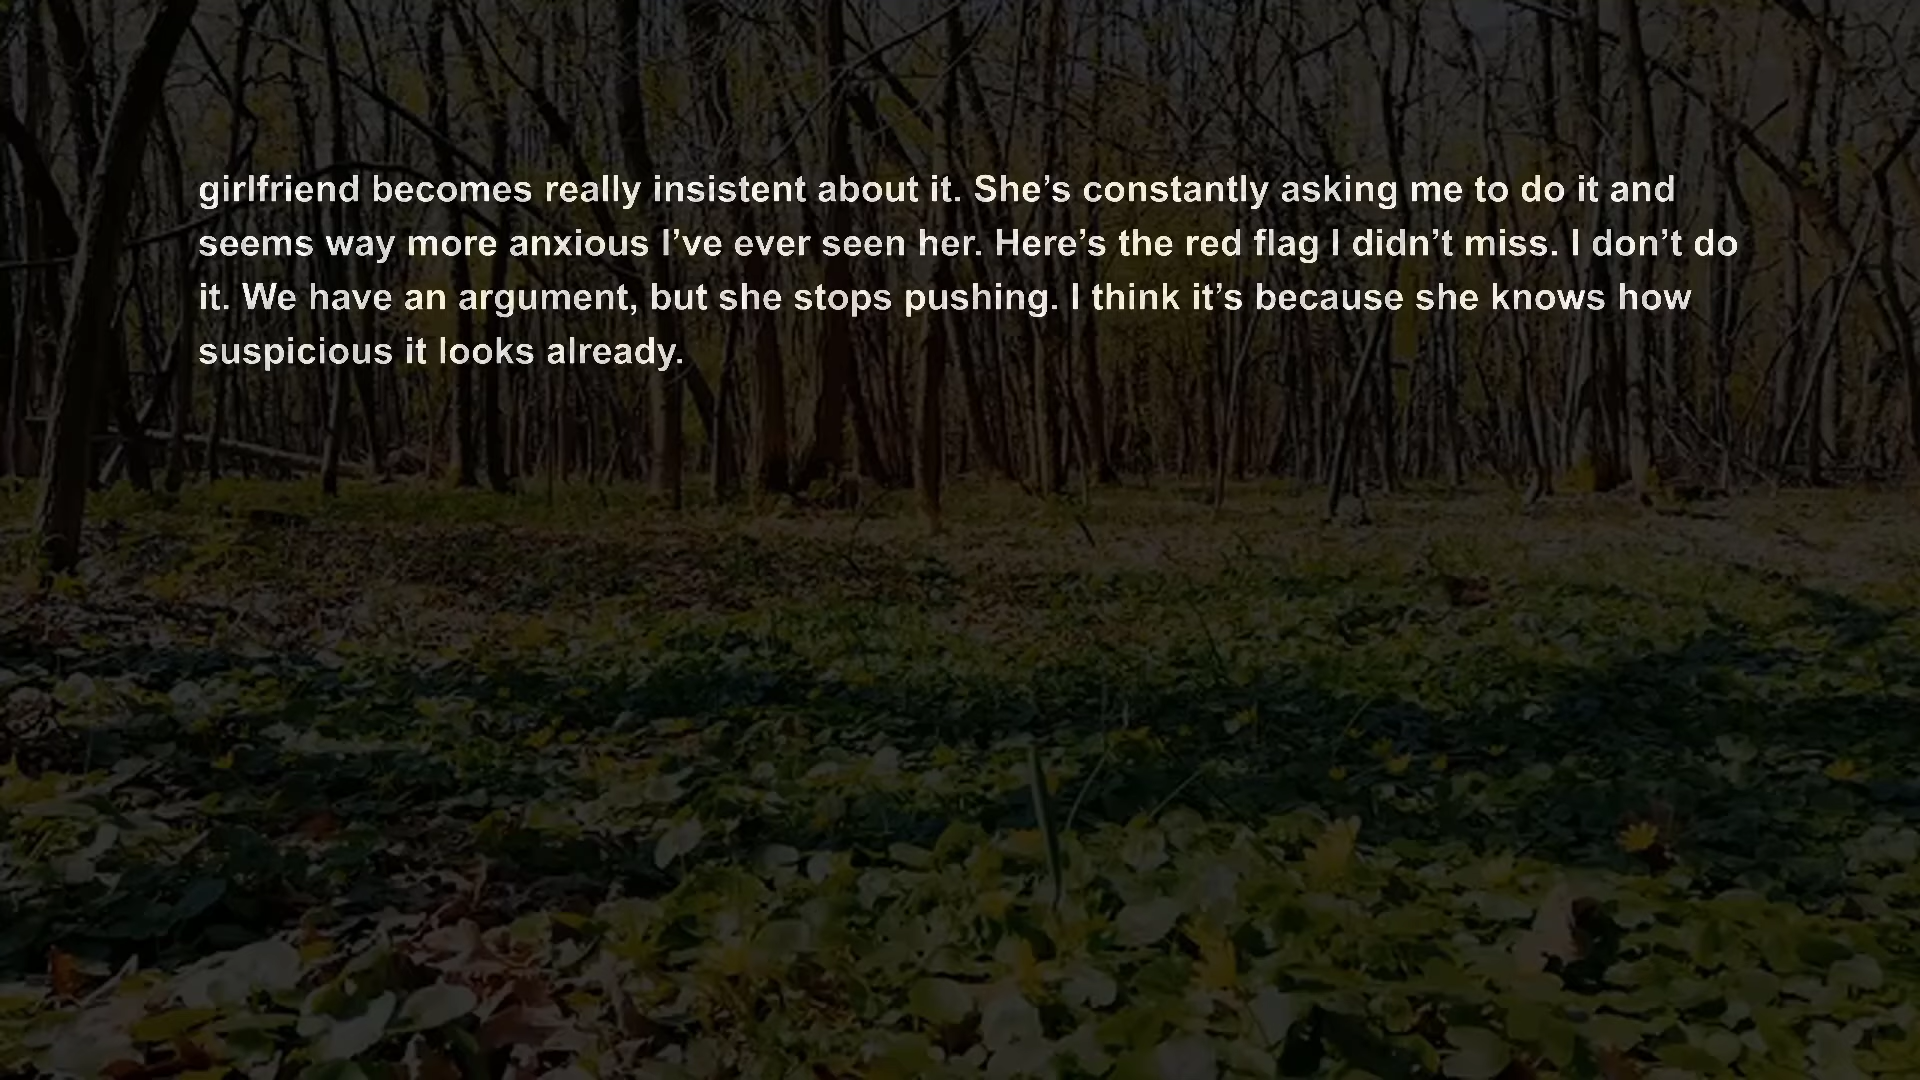 girlfriend becomes really insistent about it. She’s constantly asking me to do it and
seems way more anxious I’ve ever seen her. Here’s the red flag I didn’t miss. I don’t do
it. We have an argument, but she stops pushing. I think it’s because she knows how
suspicious it looks already.